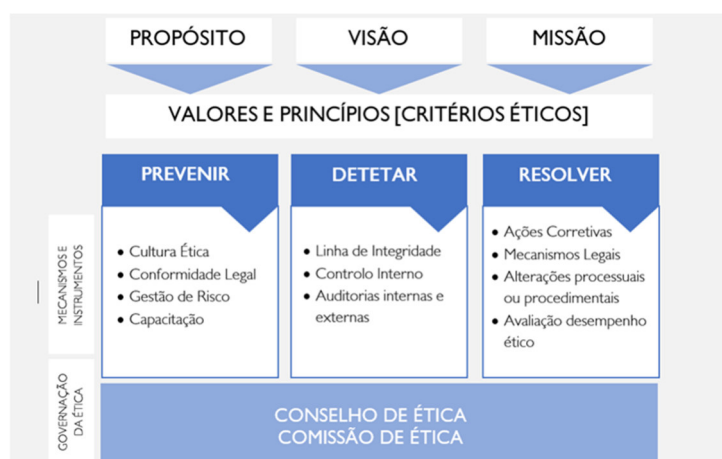 PROPÓSITO
VISÃO
MISSÃO
VALORES E PRINCÍPIOS [CRITÉRIOS ÉTICOS]
PREVENIR
DETETAR
RESOLVER
MECANISMOS E
INSTRUMENTOS
• Cultura Ética
• Conformidade Legal
• Gestão de Risco
• Capacitação
• Linha de Integridade
• Controlo Interno
• Auditorias internas e
externas
• Ações Corretivas
• Mecanismos Legais
• Alterações processuais
ou procedimentais
• Avaliação desempenho
ético
GOVERNAÇÃO
DA ÉTICA
CONSELHO DE ÉTICA
COMISSÃO DE ÉTICA